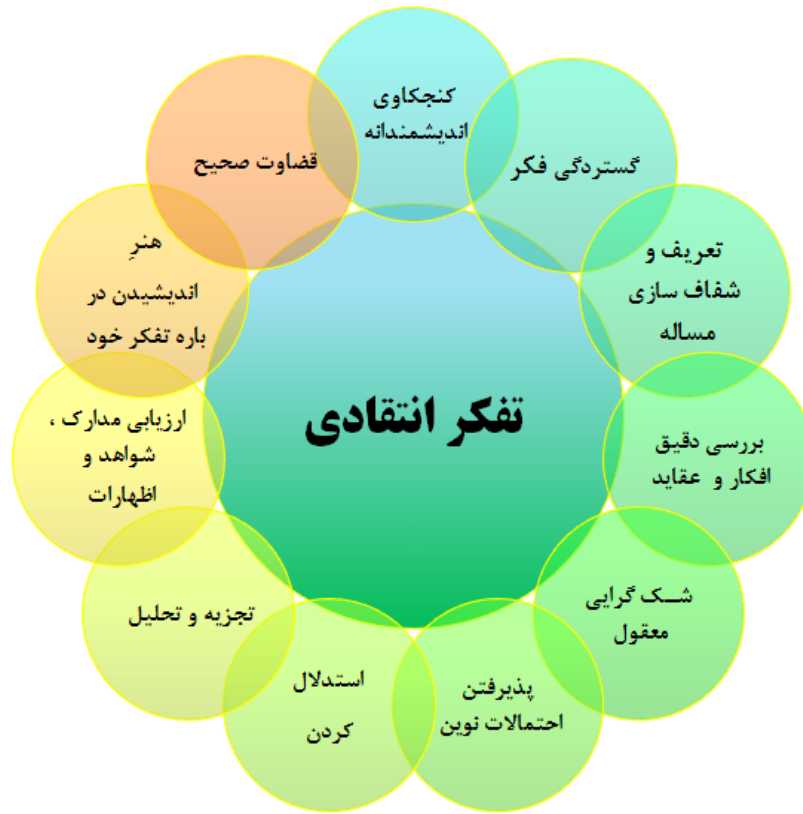 کنجکاوی
اندیشمندانه
گستردگی فکر
تعریف و
شفاف سازی
مساله
بررسی دقیق
افکار و عقاید
شــک گرایی
معقول
پذیرفتن
احتمالات نوین
استدلال
کردن
تجزیه و تحلیل
ارزیابی مدارک ،
شواهد و
اظهارات
هنرِ
اندیشیدن در
باره تفکر خود
قضاوت صحیح
تفکر انتقادی